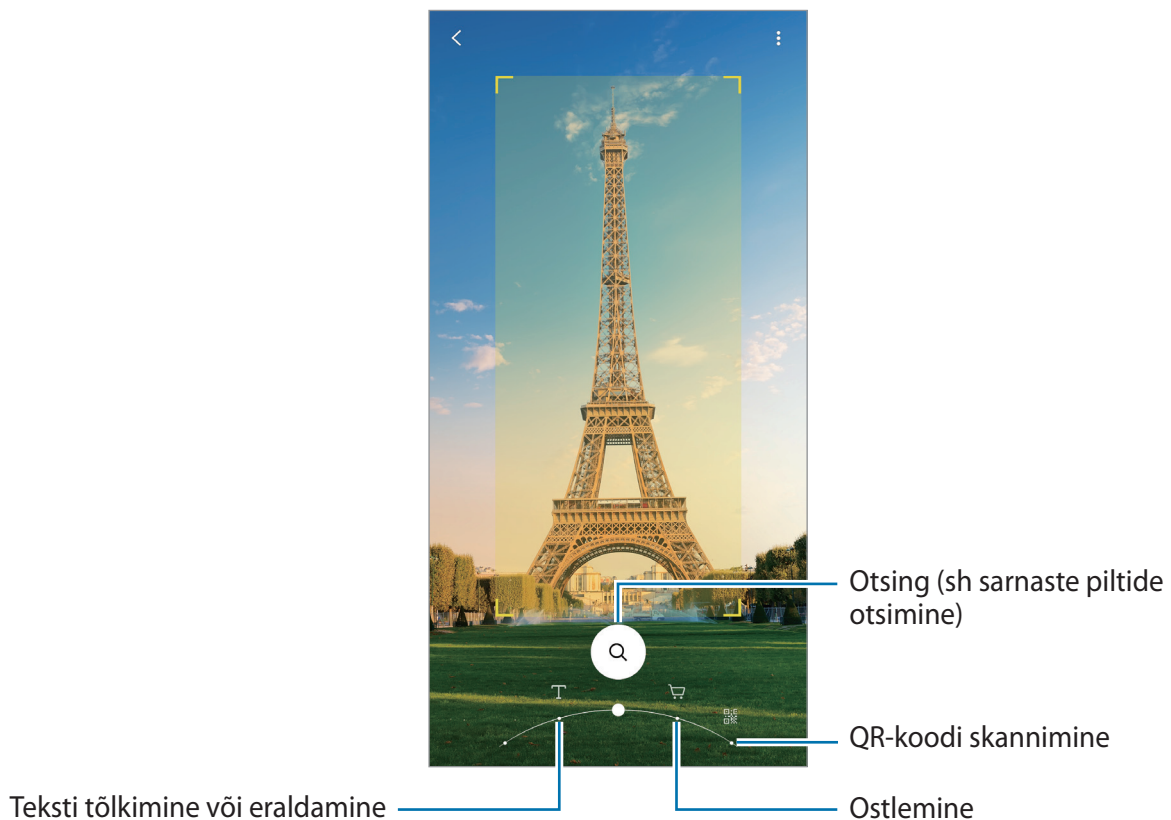 Otsing (sh sarnaste piltide
otsimine)
T
QR-koodi skannimine
Teksti tõlkimine või eraldamine
Ostlemine